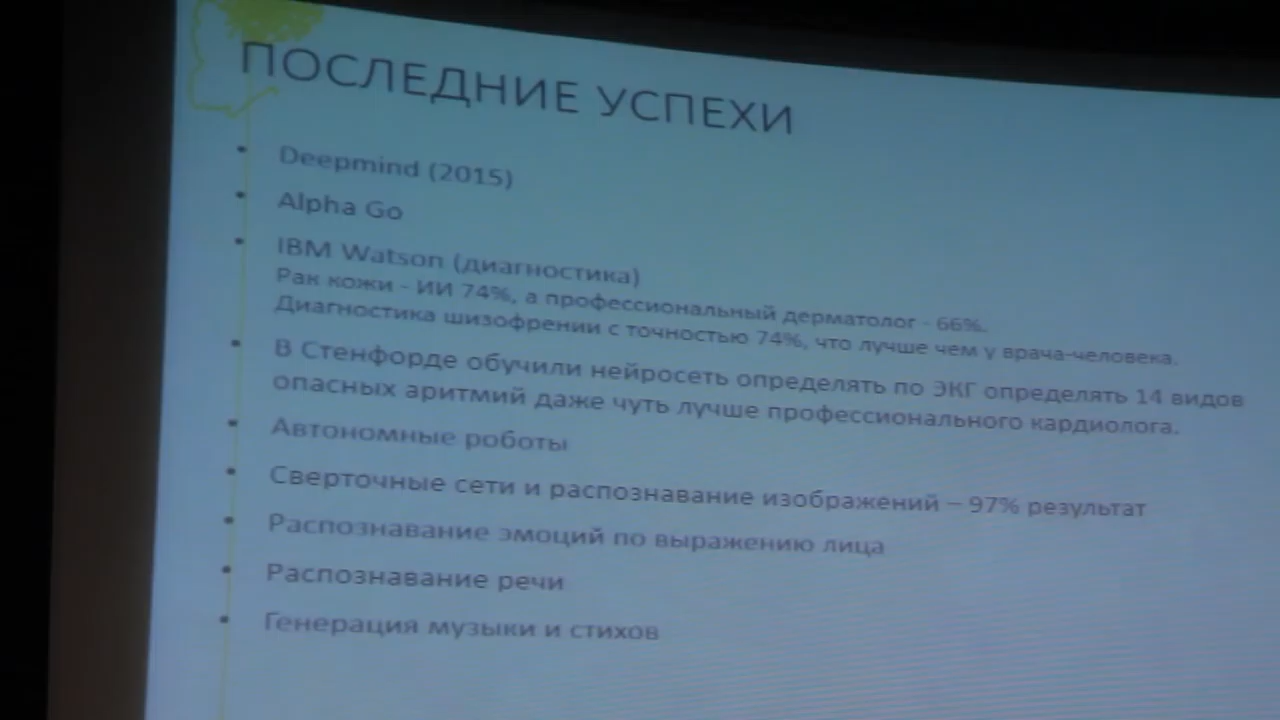 ПОСЛЕДНИЕ УСПЕХИ
• Deepmind (2015)
• Alpha Go
• IBM Watson (диагностика)
Рак кожи - ИИ 74%, а профессиональный дерматолог - 66%.
Диагностика шизофрении с точностью 74%, что лучше чем у врача-человека.
• В Стенфорде обучили нейросеть определять по ЭКГ определять 14 видов
опасных аритмий даже чуть лучше профессионального кардиолога.
• Автономные роботы
• Сверточные сети и распознавание изображений – 97% результат
• Распознавание эмоций по выражению лица
• Распознавание речи
• Генерация музыки и стихов